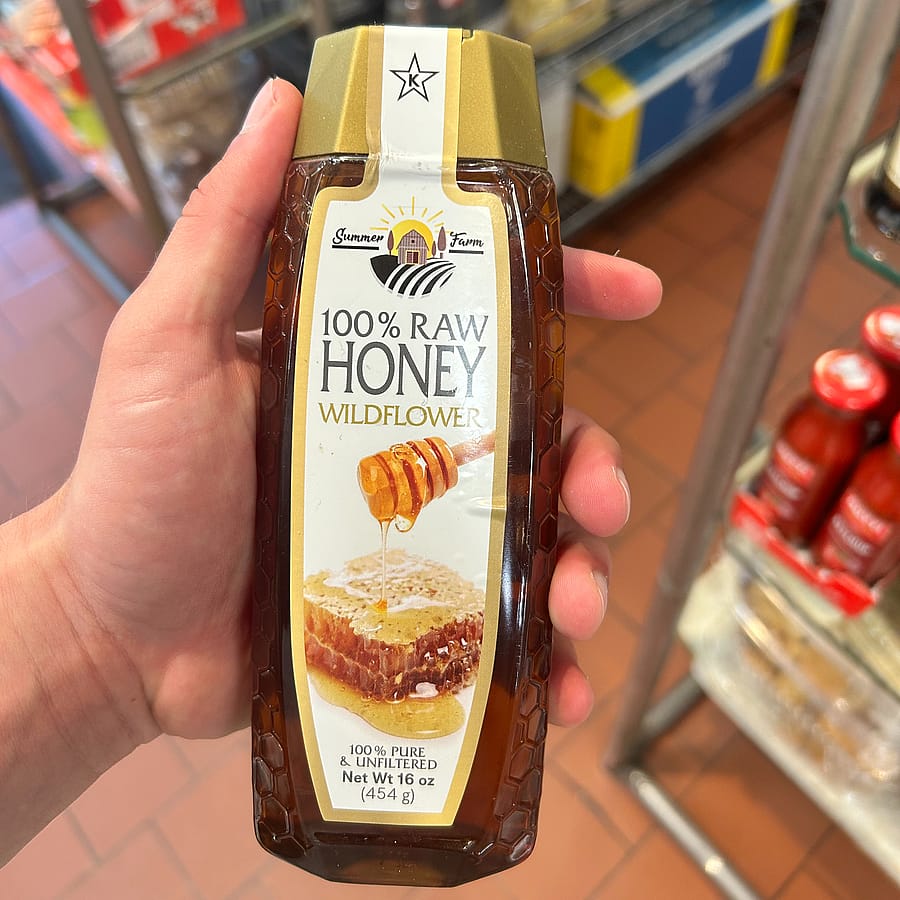 K
Summer Farm
100% RAW
HONEY
WILDFLOWER
100% PURE
& UNFILTERED
Net Wt 16 oz
(454 g)